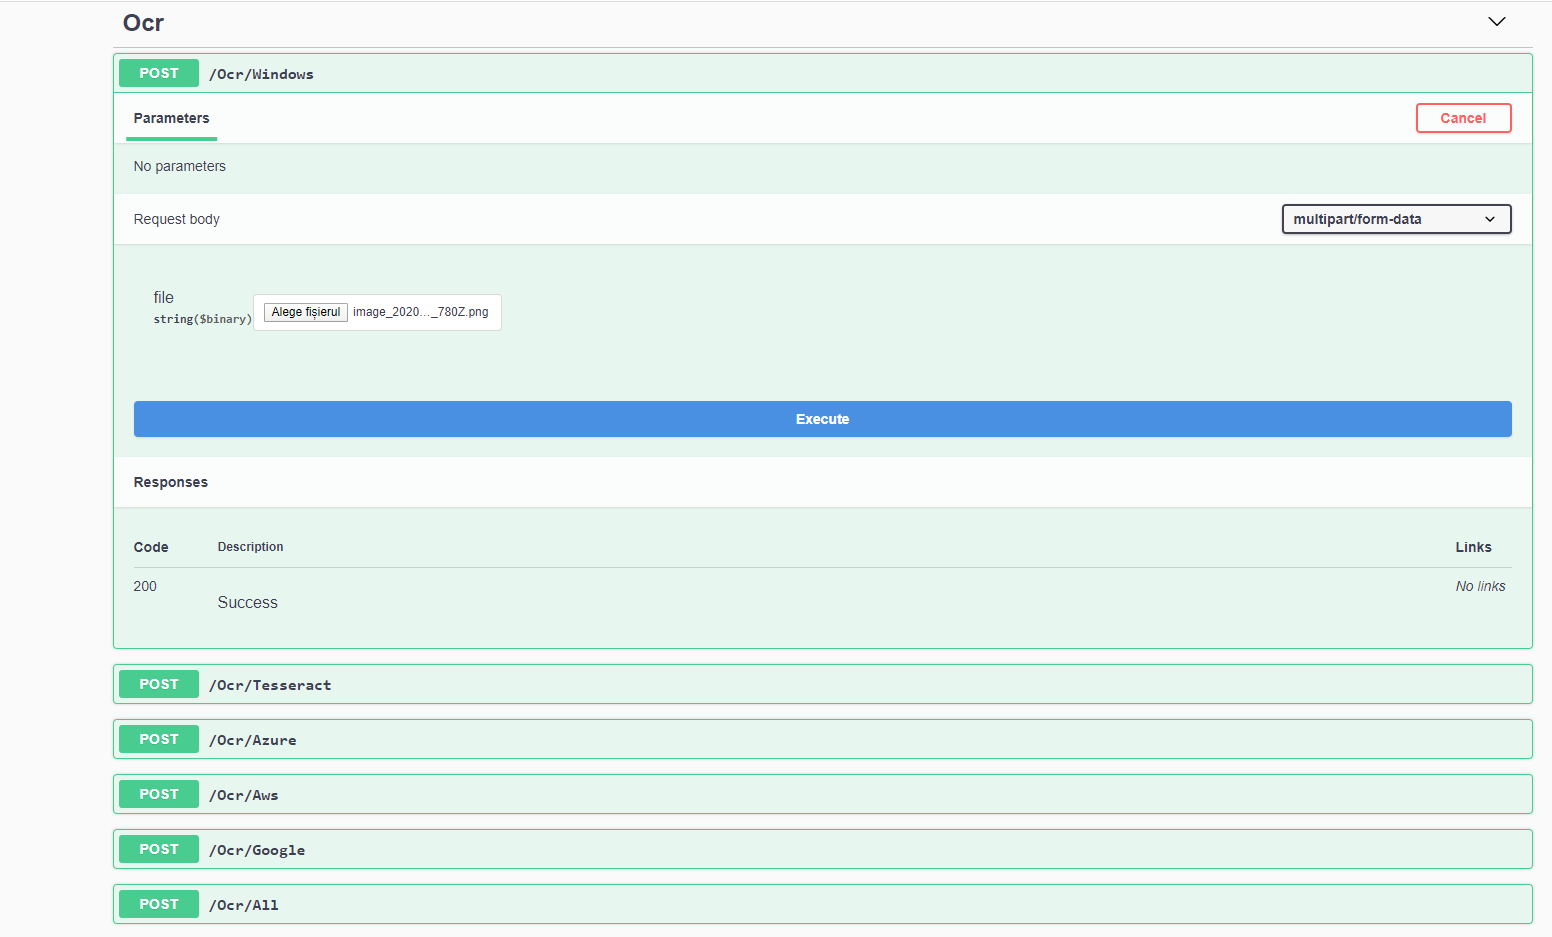 Ocr
POST /Ocr/Windows
Parameters
Cancel
No parameters
Request body
multipart/form-data
file
string($binary)
Alege fișierul image_2020..._780Z.png
Execute
Responses
Code Description Links
200 Success No links
POST /Ocr/Tesseract
POST /Ocr/Azure
POST /Ocr/Aws
POST /Ocr/Google
POST /Ocr/All